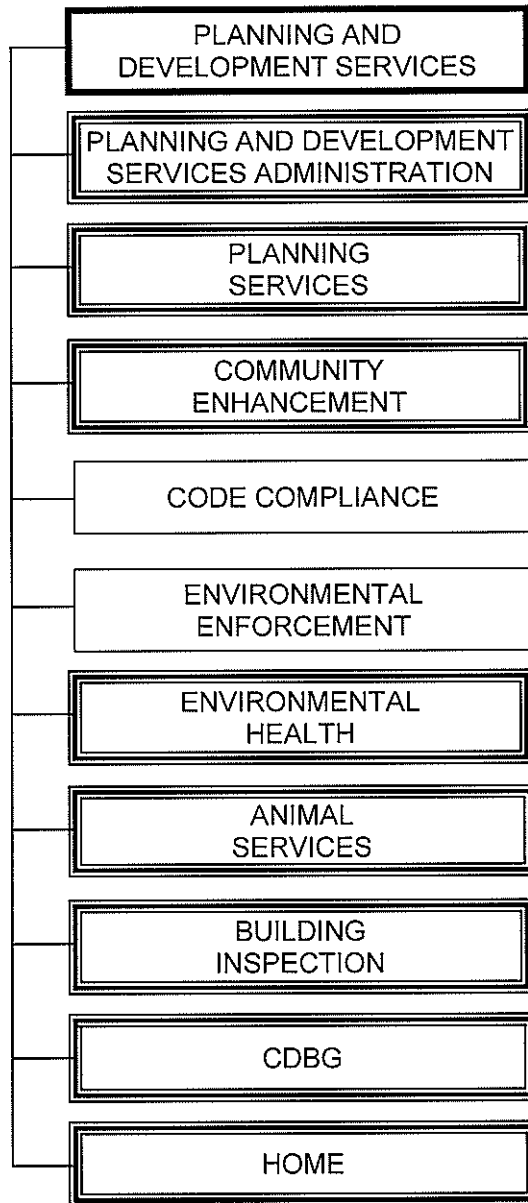 PLANNING AND
DEVELOPMENT SERVICES
PLANNING AND DEVELOPMENT
SERVICES ADMINISTRATION
PLANNING
SERVICES
COMMUNITY
ENHANCEMENT
CODE COMPLIANCE
ENVIRONMENTAL
ENFORCEMENT
ENVIRONMENTAL
HEALTH
ANIMAL
SERVICES
BUILDING
INSPECTION
CDBG
HOME